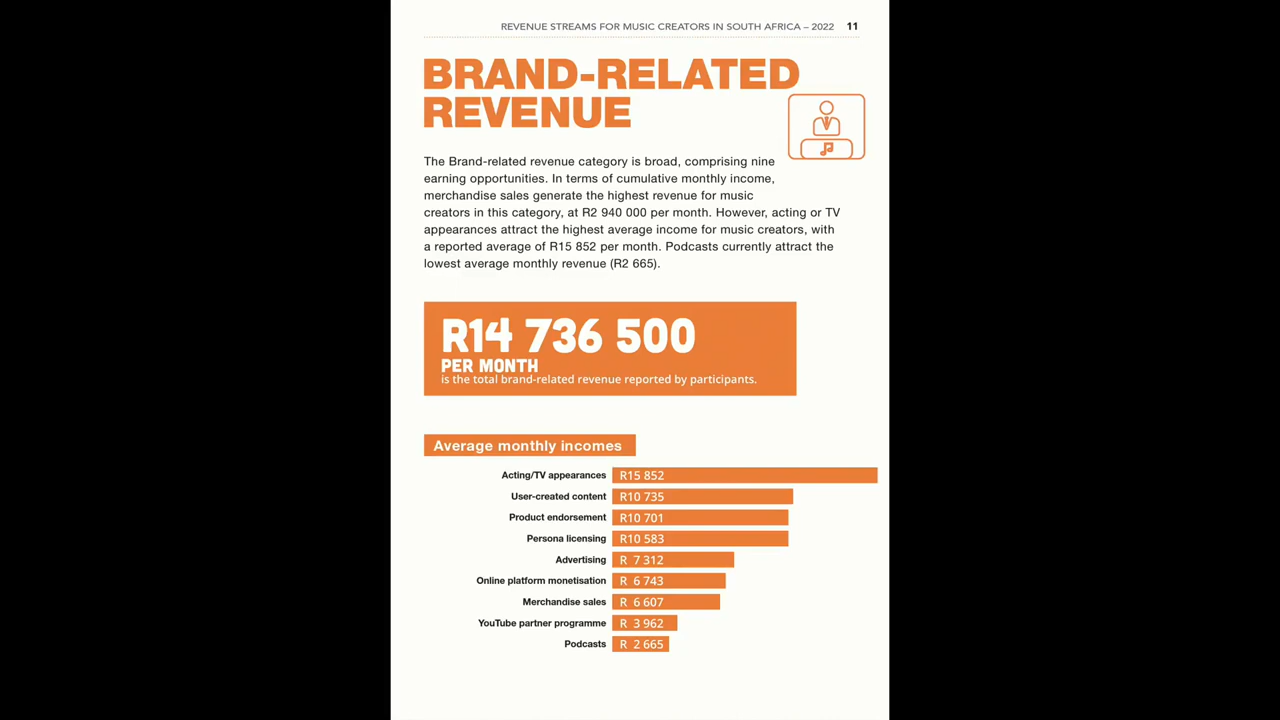 REVENUE STREAMS FOR MUSIC CREATORS IN SOUTH AFRICA – 2022 11
BRAND-RELATED
REVENUE
The Brand-related revenue category is broad, comprising nine
earning opportunities. In terms of cumulative monthly income,
merchandise sales generate the highest revenue for music
creators in this category, at R2 940 000 per month. However, acting or TV
appearances attract the highest average income for music creators, with
a reported average of R15 852 per month. Podcasts currently attract the
lowest average monthly revenue (R2 665).
R14 736 500
PER MONTH
is the total brand-related revenue reported by participants.
Average monthly incomes
Acting/TV appearances R15 852
User-created content R10 735
Product endorsement R10 701
Persona licensing R10 583
Advertising R 7 312
Online platform monetisation R 6 743
Merchandise sales R 6 607
YouTube partner programme R 3 962
Podcasts R 2 665